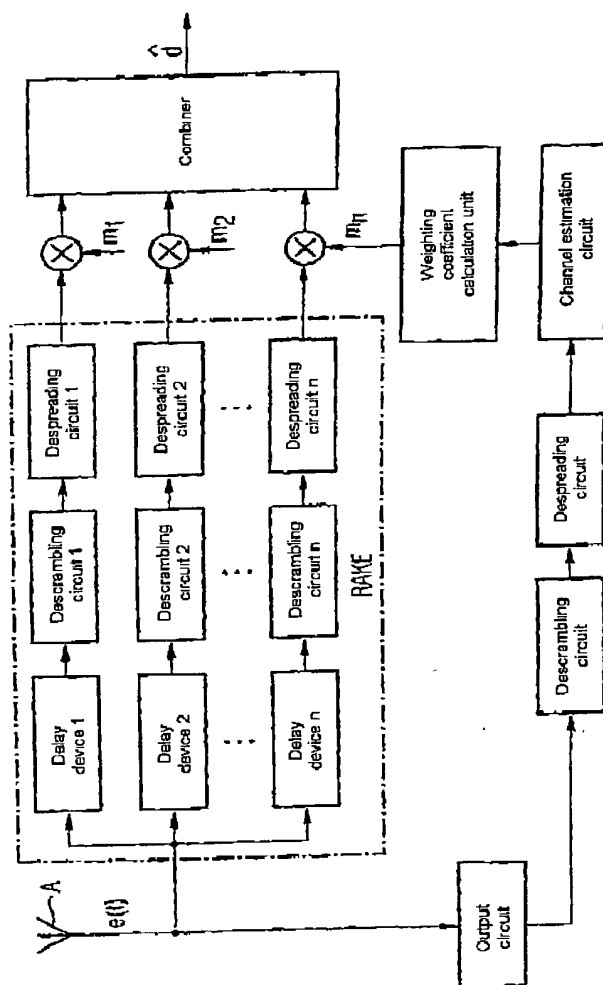 A
e(t)
Delay
device 1
Descrambling
circuit 1
Despreading
circuit 1
m1
Delay
device 2
Descrambling
circuit 2
Despreading
circuit 2
m2
Delay
device n
Descrambling
circuit n
Despreading
circuit n
mn
RAKE
Combiner
d̂
Output
circuit
Descrambling
circuit
Despreading
circuit
Channel estimation
circuit
Weighting
coefficient
calculation unit